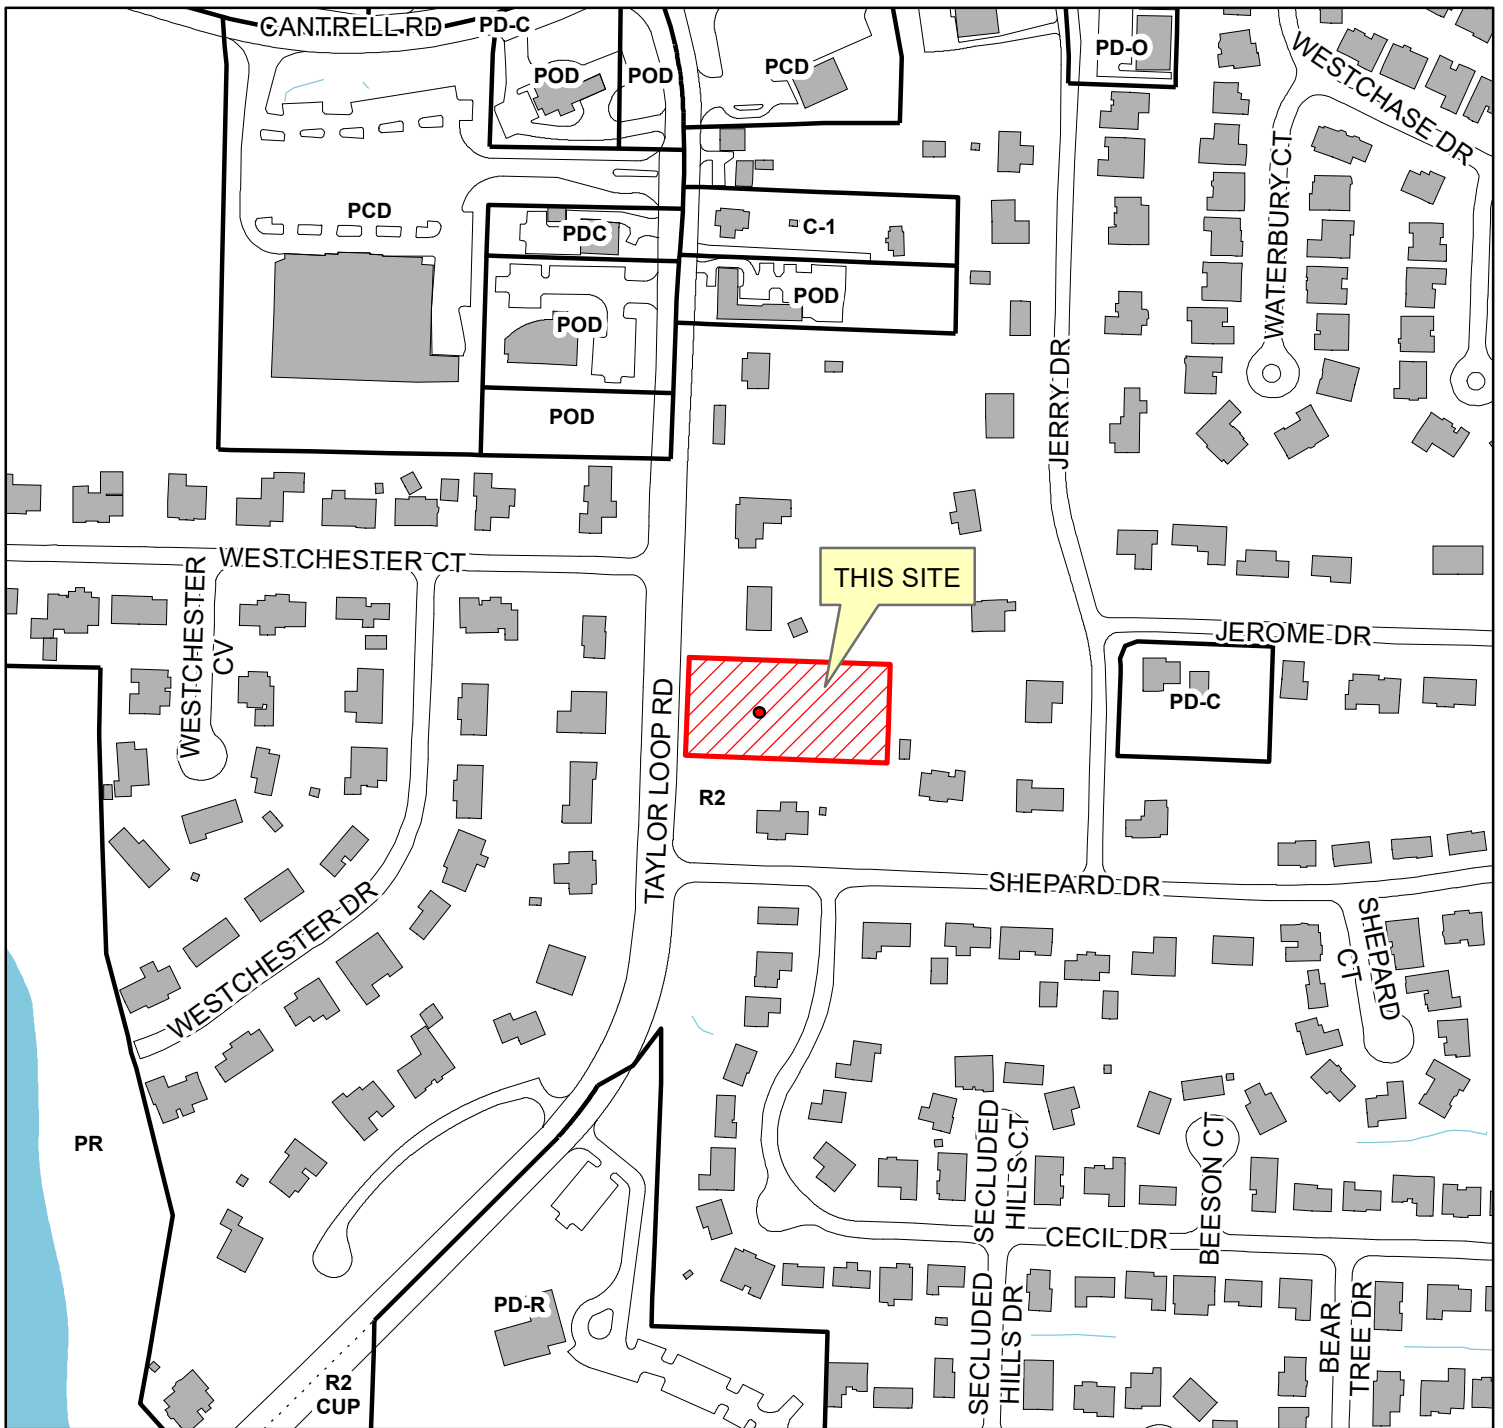 CANTRELL RD
PD-C
POD
POD
PCD
PD-O
WESTCHASE DR
WATERBURY CT
PCD
PDC
C-1
POD
POD
POD
JERRY DR
WESTCHESTER CT
WESTCHESTER
CV
THIS SITE
JEROME DR
PD-C
TAYLOR LOOP RD
R2
SHEPARD DR
WESTCHESTER DR
SHEPARD
CT
PR
SECLUDED
HILLS CT
BEESON CT
CECIL DR
PD-R
SECLUDED
HILLS DR
BEAR
TREE DR
R2
CUP